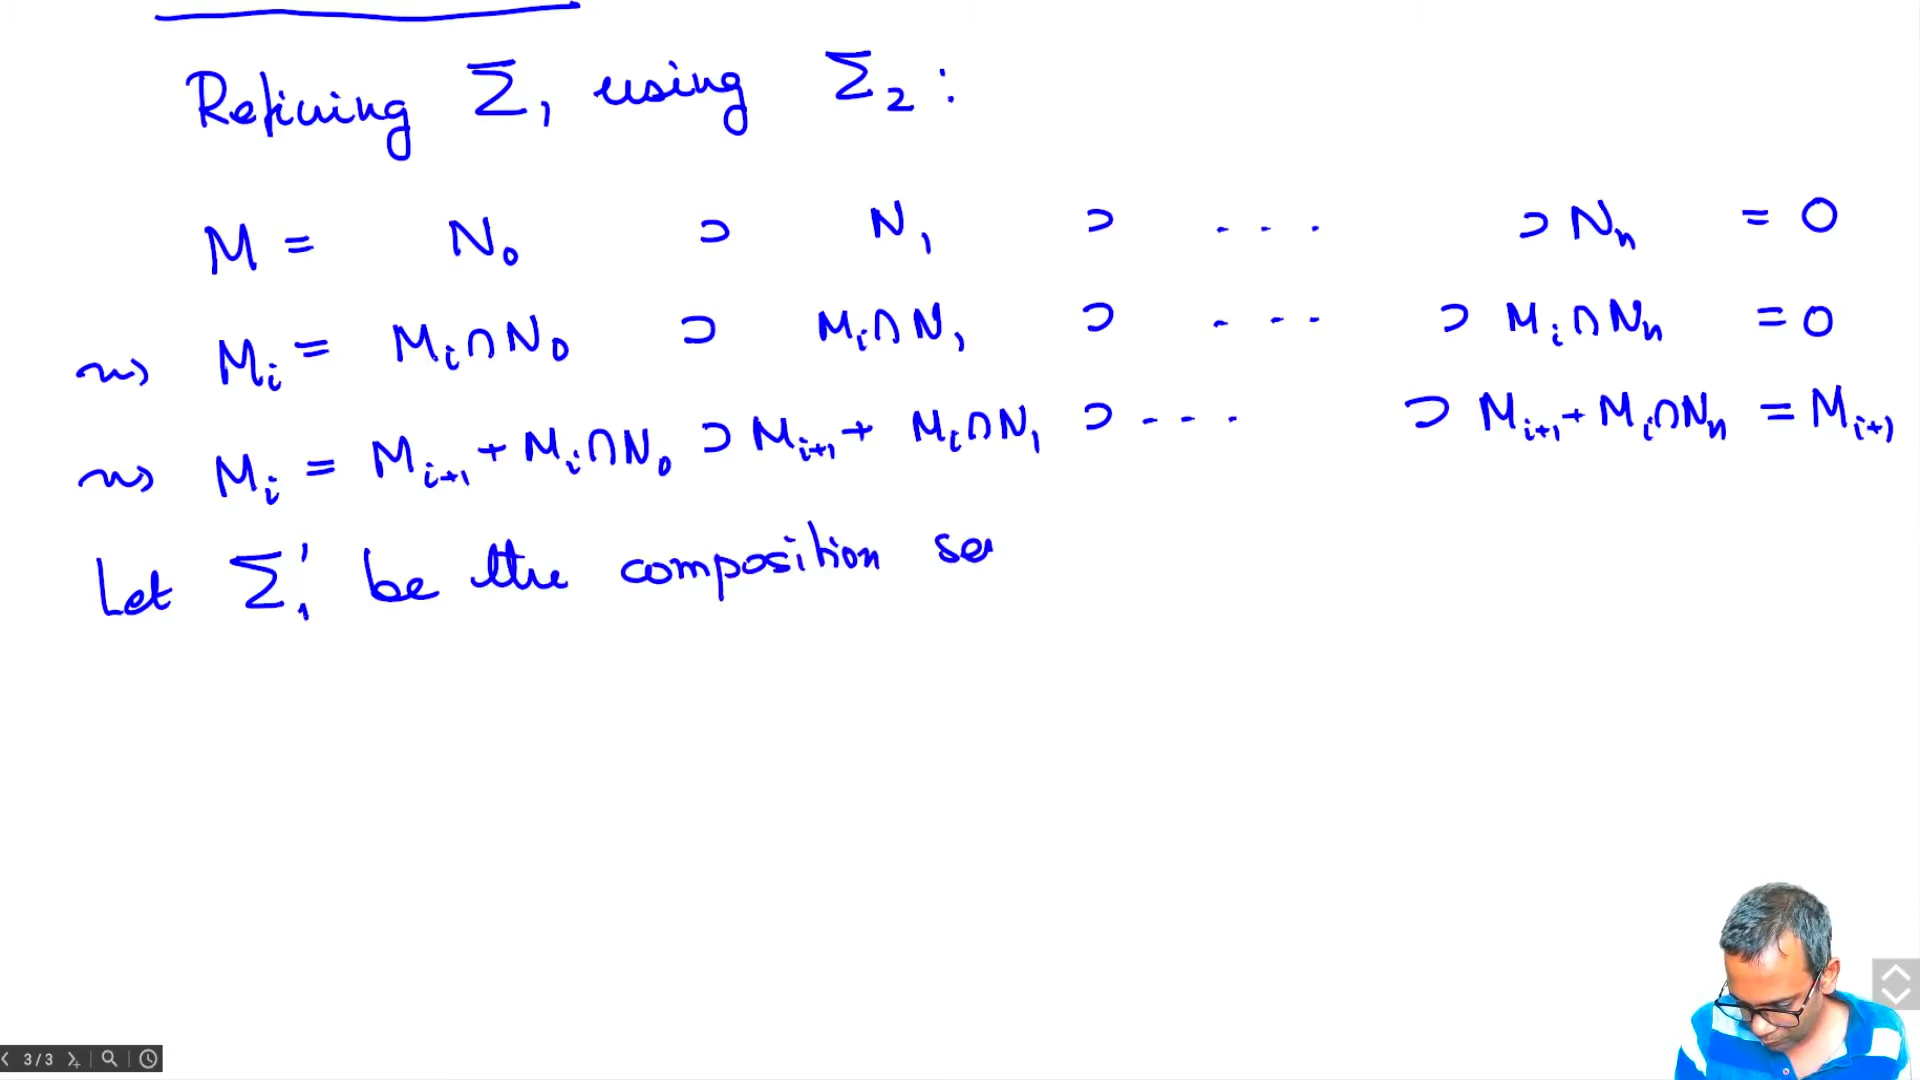 Refining Σ₁ using Σ₂ :
M = N₀ ⊃ N₁ ⊃ . . . ⊃ Nₙ = 0
⇝ Mᵢ = Mᵢ∩N₀ ⊃ Mᵢ∩N₁ ⊃ . . . ⊃ Mᵢ∩Nₙ = 0
⇝ Mᵢ = Mᵢ₊₁ + Mᵢ∩N₀ ⊃ Mᵢ₊₁ + Mᵢ∩N₁ ⊃ . . . ⊃ Mᵢ₊₁ + Mᵢ∩Nₙ = Mᵢ₊₁
Let Σ₁' be the composition se
3/3